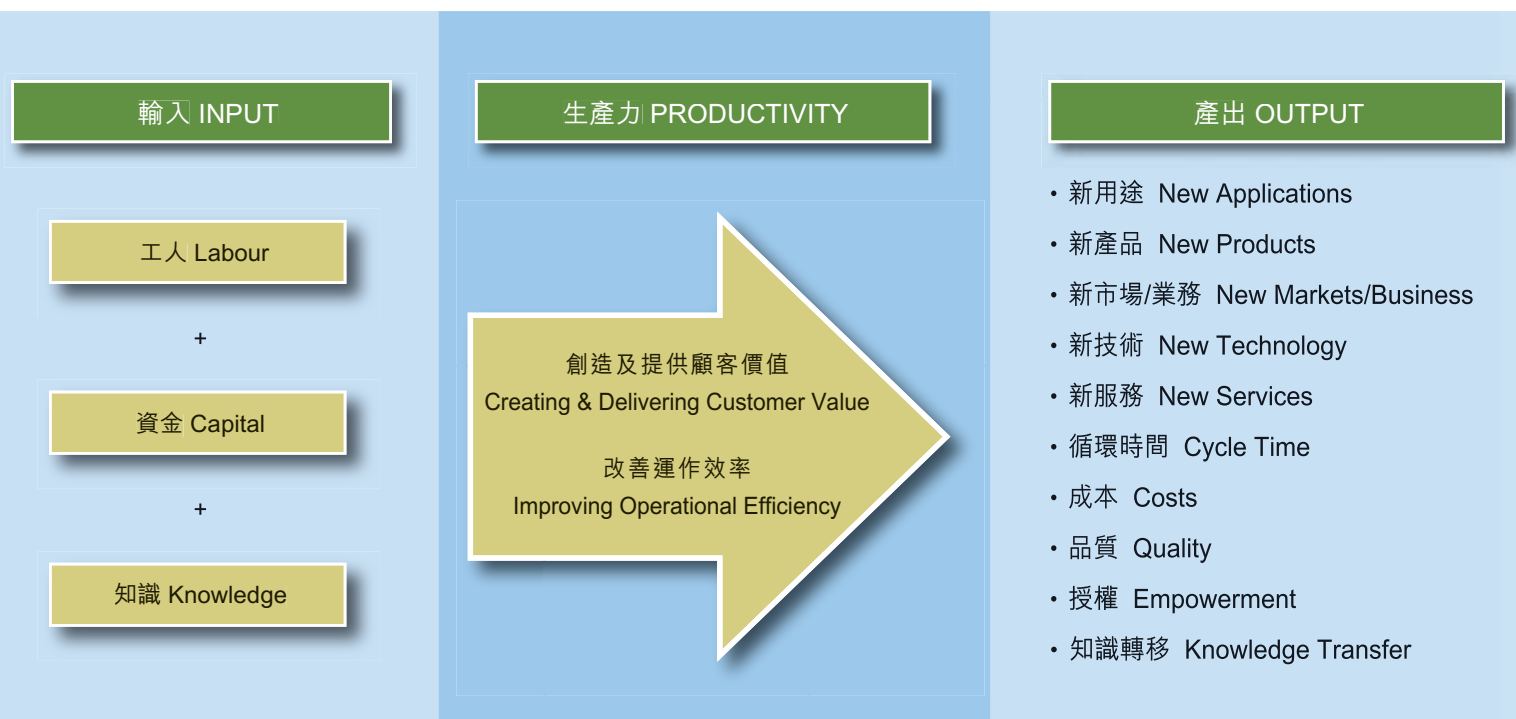 輸入 INPUT
工人 Labour
+
資金 Capital
+
知識 Knowledge
生產力 PRODUCTIVITY
創造及提供顧客價值
Creating & Delivering Customer Value
改善運作效率
Improving Operational Efficiency
產出 OUTPUT
• 新用途 New Applications
• 新產品 New Products
• 新市場/業務 New Markets/Business
• 新技術 New Technology
• 新服務 New Services
• 循環時間 Cycle Time
• 成本 Costs
• 品質 Quality
• 授權 Empowerment
• 知識轉移 Knowledge Transfer